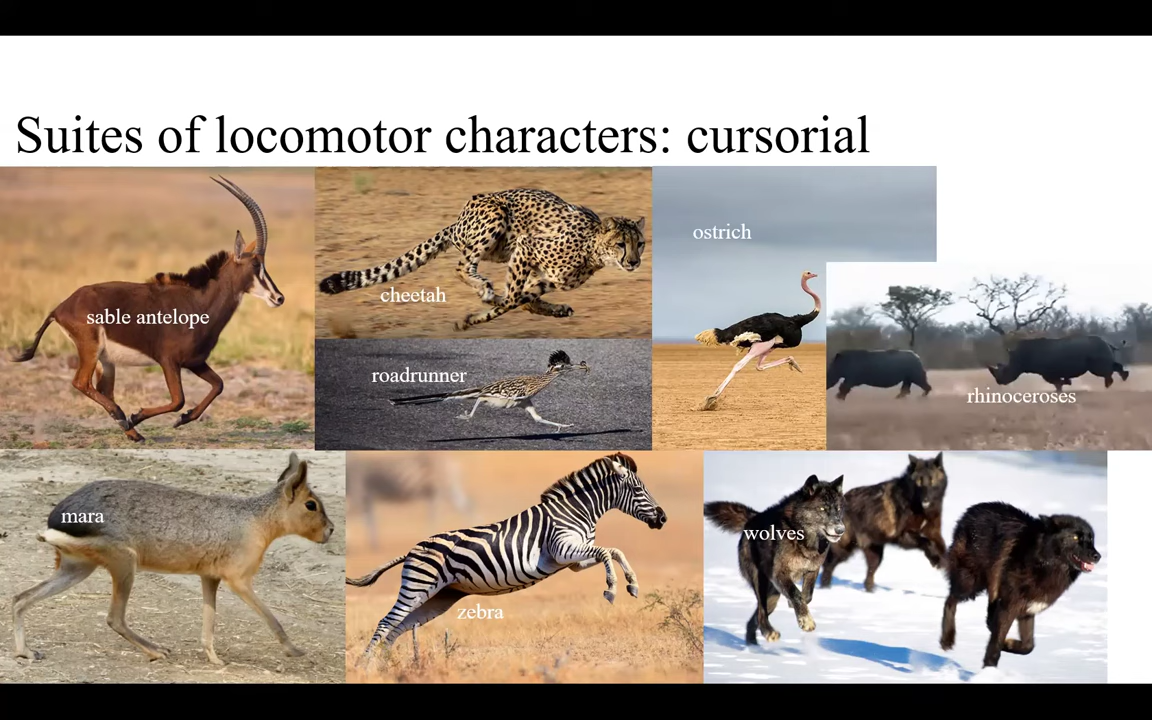 Suites of locomotor characters: cursorial
sable antelope
cheetah
ostrich
roadrunner
rhinoceroses
mara
zebra
wolves